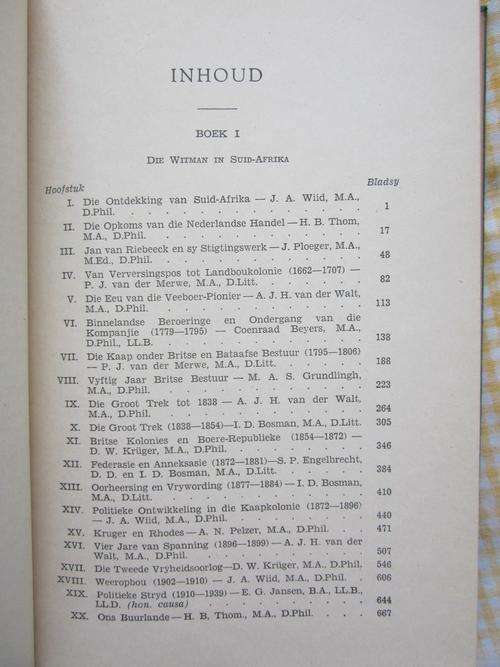 INHOUD
BOEK I
DIE WITMAN IN SUID-AFRIKA
Hoofstuk Bladsy
I. Die Ontdekking van Suid-Afrika — J. A. Wiid, M.A.,
D.Phil. . . . . . . . . . . . 1
II. Die Opkoms van die Nederlandse Handel — H. B. Thom,
M.A., D.Phil. . . . . . . . . . . 17
III. Jan van Riebeeck en sy Stigtingswerk — J. Ploeger, M.A.,
M.Ed., D.Phil. . . . . . . . . . . 48
IV. Van Verversingspos tot Landboukolonie (1662—1707) —
P. J. van der Merwe, M.A., D.Litt. . . . . . 82
V. Die Eeu van die Veeboer-Pionier — A. J. H. van der Walt,
M.A., D.Phil. . . . . . . . . . . 113
VI. Binnelandse Beroeringe en Ondergang van die
Kompanjie (1779—1795) — Coenraad Beyers, M.A.,
D.Phil., LL.B. . . . . . . . . . . 138
VII. Die Kaap onder Britse en Bataafse Bestuur (1795—1806)
— P. J. van der Merwe, M.A., D.Litt. . . . . . 188
VIII. Vyftig Jaar Britse Bestuur — M. A. S. Grundlingh,
M.A., D.Phil. . . . . . . . . . . 223
IX. Die Groot Trek tot 1838 — A. J. H. van der Walt,
M.A., D.Phil. . . . . . . . . . . 264
X. Die Groot Trek (1838—1854)—I. D. Bosman, M.A., D.Litt. 305
XI. Britse Kolonies en Boere-Republieke (1854—1872) —
D. W. Krüger, M.A., D.Phil. . . . . . . . 346
XII. Federasie en Anneksasie (1872—1881)—S. P. Engelbrecht,
D. D. en I. D. Bosman, M.A., D.Litt. . . . . . 384
XIII. Oorheersing en Vrywording (1877—1884) — I. D. Bosman,
M.A., D.Litt. . . . . . . . . . . 410
XIV. Politieke Ontwikkeling in die Kaapkolonie (1872—1896)
— J. A. Wiid, M.A., D.Phil. . . . . . . . 440
XV. Kruger en Rhodes—A. N. Pelzer, M.A., D.Phil. . . . 471
XVI. Vier Jare van Spanning (1896—1899) — A. J. H. van der
Walt, M.A., D.Phil. . . . . . . . . . 507
XVII. Die Tweede Vryheidsoorlog—D. W. Krüger, M.A., D.Phil. 546
XVIII. Weeropbou (1902—1910) — J. A. Wiid, M.A., D.Phil. . 606
XIX. Politieke Stryd (1910—1939) — E. G. Jansen, B.A., LL.B.,
LL.D. (hon. causa) . . . . . . . . . 644
XX. Ons Buurlande — H. B. Thom., M.A., D.Phil. . . . 667